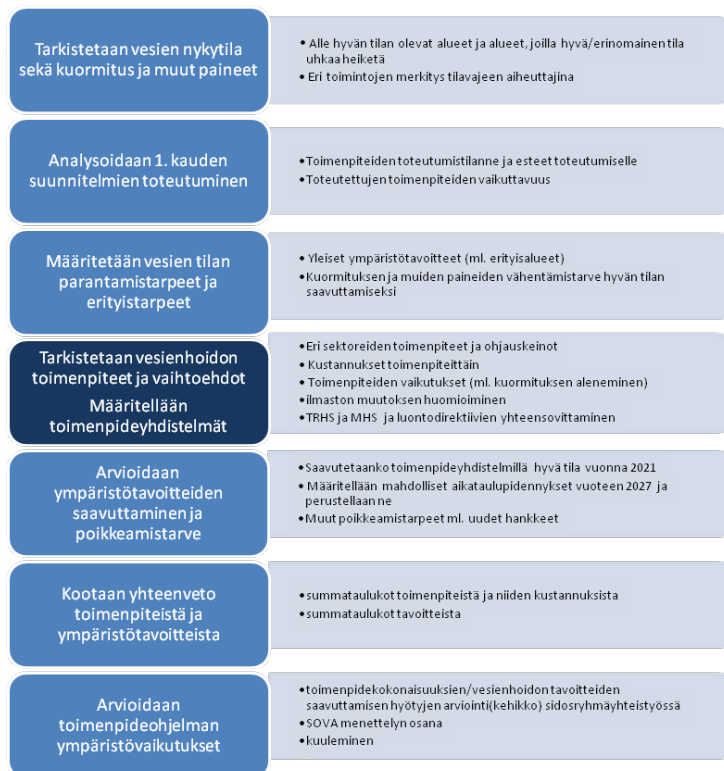 Tarkistetaan vesien nykytila
sekä kuormitus ja muut paineet
• Alle hyvän tilan olevat alueet ja alueet, joilla hyvä/erinomainen tila
uhkaa heiketä
• Eri toimintojen merkitys tilavajeen aiheuttajina
Analysoidaan 1. kauden
suunnitelmien toteutuminen
• Toimenpiteiden toteutumistilanne ja esteet toteutumiselle
• Toteutettujen toimenpiteiden vaikuttavuus
Määritetään vesien tilan
parantamistarpeet ja
erityistarpeet
• Yleiset ympäristötavoitteet (ml. erityisalueet)
• Kuormituksen ja muiden paineiden vähentämistarve hyvän tilan
saavuttamiseksi
Tarkistetaan vesienhoidon
toimenpiteet ja vaihtoehdot
Määritellään
toimenpideyhdistelmät
• Eri sektoreiden toimenpiteet ja ohjauskeinot
• Kustannukset toimenpiteittäin
• Toimenpiteiden vaikutukset (ml. kuormituksen aleneminen)
• ilmaston muutoksen huomioiminen
• TRHS ja MHS ja luontodirektiivien yhteensovittaminen
Arvioidaan
ympäristötavoitteiden
saavuttaminen ja
poikkeamistarve
• Saavutetaanko toimenpideyhdistelmillä hyvä tila vuonna 2021
• Määritellään mahdolliset aikataulupidennykset vuoteen 2027 ja
perustellaan ne
• Muut poikkeamistarpeet ml. uudet hankkeet
Kootaan yhteenveto
toimenpiteistä ja
ympäristötavoitteista
• summataulukot toimenpiteistä ja niiden kustannuksista
• summataulukot tavoitteista
Arvioidaan
toimenpideohjelman
ympäristövaikutukset
• toimenpidekokonaisuuksien/vesienhoidon tavoitteiden
saavuttamisen hyötyjen arviointi(kehikko) sidosryhmäyhteistyössä
• SOVA menettelyn osana
• kuuleminen